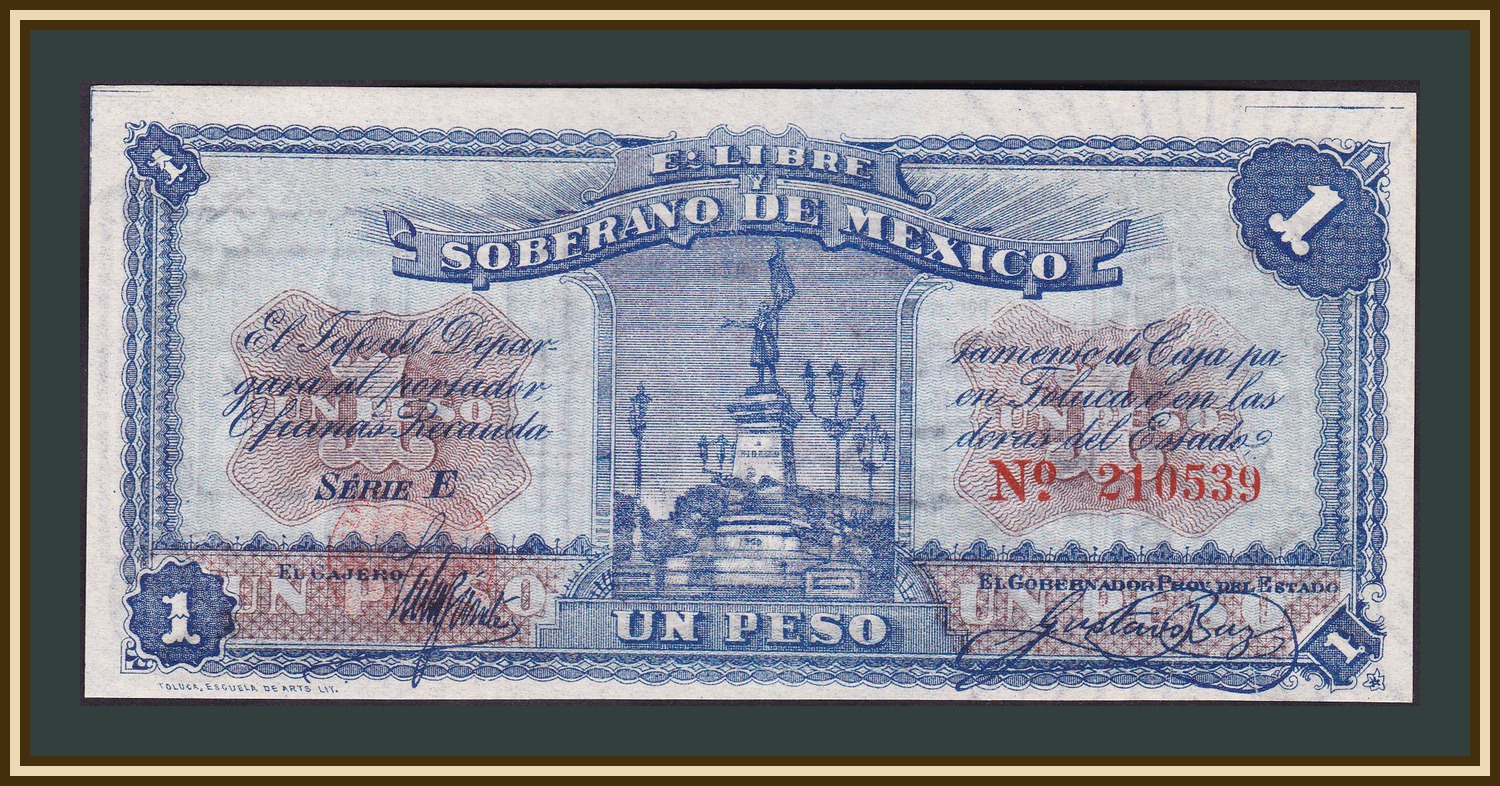 1
1
E. LIBRE
Y
SOBERANO DE MEXICO
El Jefe del Depar-
tamento de Caja pa-
gará al portador,
en Toluca o en las
Oficinas Recauda-
doras del Estado.
1
UN PESO
UN PESO
SÉRIE E
Nº 210539
EL CAJERO
EL GOBERNADOR PROV. DEL ESTADO
UN PESO
UN PESO
Gustavo Baz
1
UN PESO
1
TOLUCA, ESCUELA DE ARTS LIT.